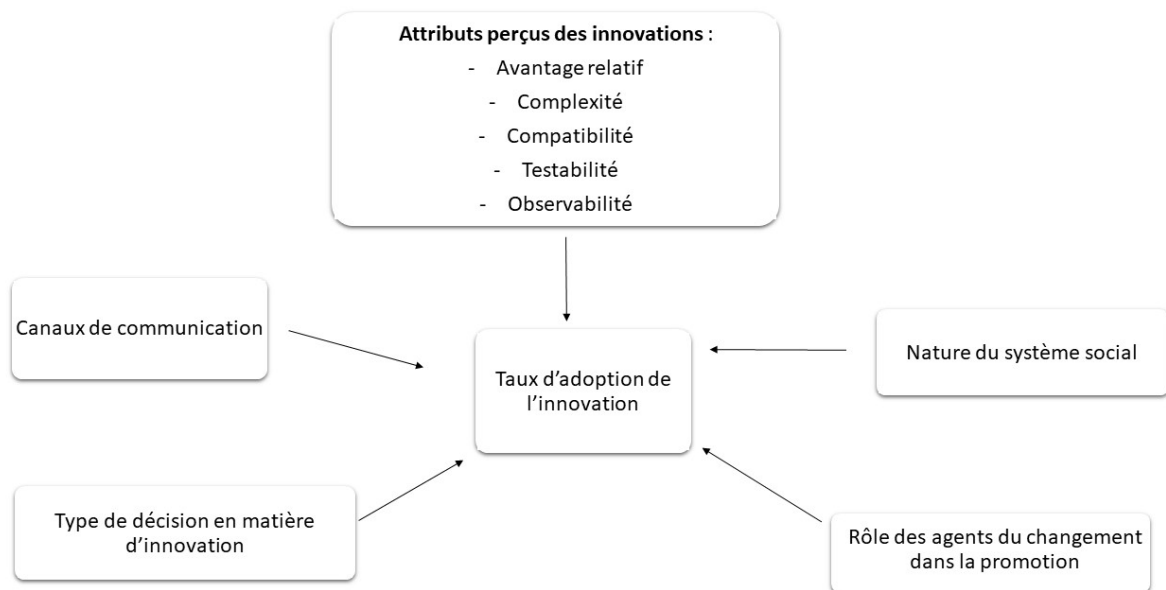 Attributs perçus des innovations :
- Avantage relatif
- Complexité
- Compatibilité
- Testabilité
- Observabilité
Canaux de communication
Taux d’adoption de
l’innovation
Nature du système social
Type de décision en matière
d’innovation
Rôle des agents du changement
dans la promotion